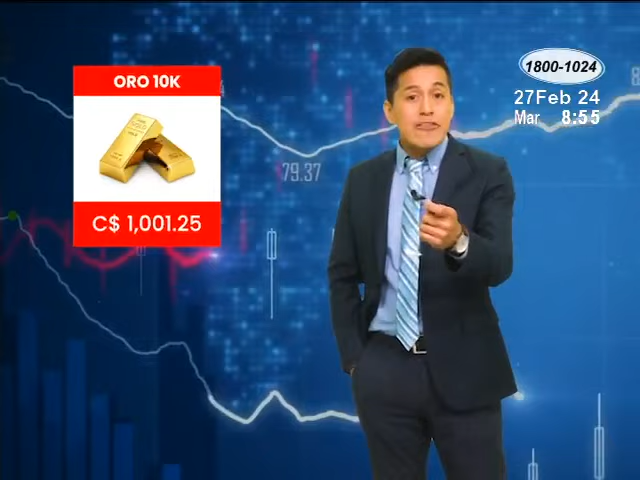 ORO 10K
C$ 1,001.25
79.37
1800-1024
27Feb 24
Mar 8:55